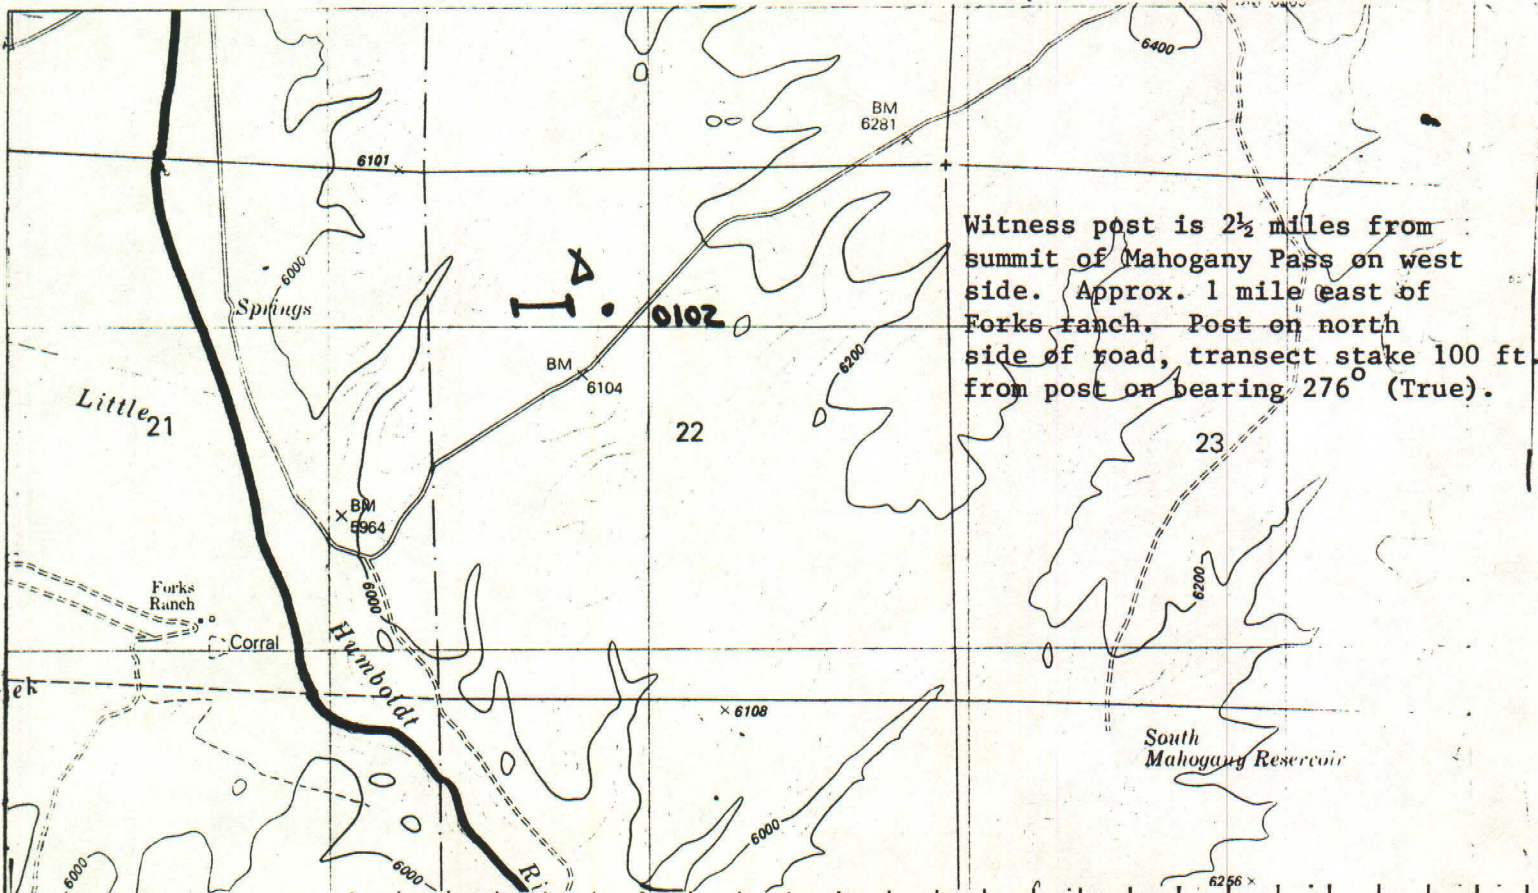 6400
BM
6281
6101
Witness post is 2½ miles from
summit of Mahogany Pass on west
side. Approx. 1 mile east of
Forks ranch. Post on north
side of road, transect stake 100 ft.
from post on bearing 276° (True).
6000
Springs
0102
BM
6104
6200
Little
21
22
23
BM
5964
Forks
Ranch
6000
6200
Corral
Humboldt
ek
6108
South
Mahogany Reservoir
6000
6000
6000
Ri
6256